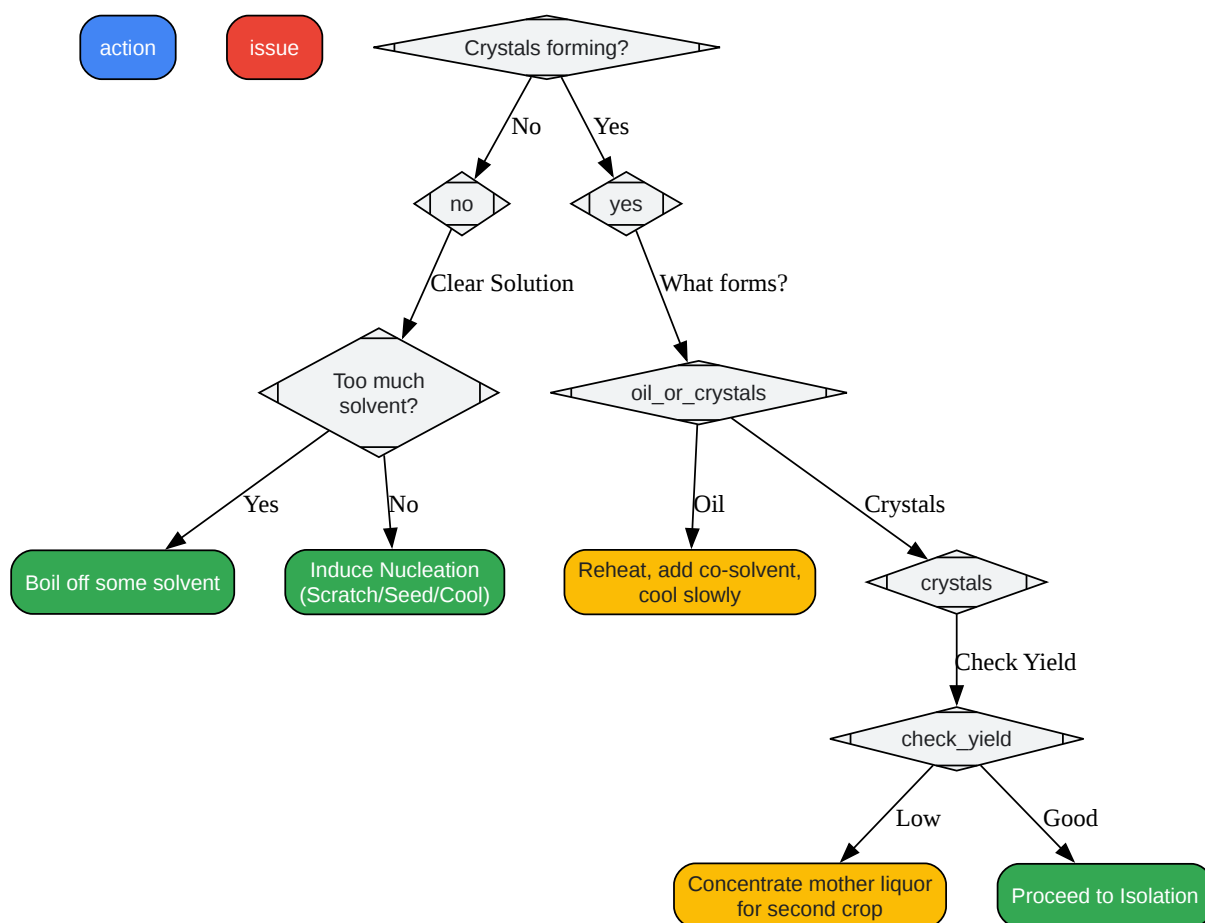 action
issue
Crystals forming?
No
Yes
no
yes
Clear Solution
What forms?
Too much
solvent?
oil_or_crystals
Yes
No
Oil
Crystals
Boil off some solvent
Induce Nucleation
(Scratch/Seed/Cool)
Reheat, add co-solvent,
cool slowly
crystals
Check Yield
check_yield
Low
Good
Concentrate mother liquor
for second crop
Proceed to Isolation